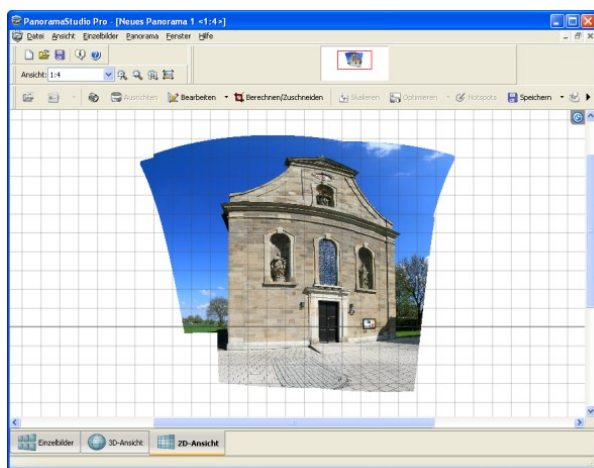 PanoramaStudio Pro - [Neues Panorama 1 <1:4>]
Datei Ansicht Einzelbilder Panorama Fenster Hilfe
Ansicht: 1:4
Ausrichten Bearbeiten Berechnen/Zuschneiden Skalieren Optimieren Hotspots Speichern
Einzelbilder 3D-Ansicht 2D-Ansicht